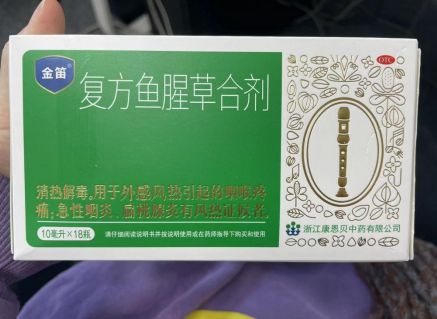 金笛
复方鱼腥草合剂
OTC
清热解毒。用于外感风热引起的咽喉疼
痛；急性咽炎、扁桃腺炎有风热证候者。
10毫升×18瓶
请仔细阅读说明书并按说明使用或在药师指导下购买和使用
浙江康恩贝中药有限公司